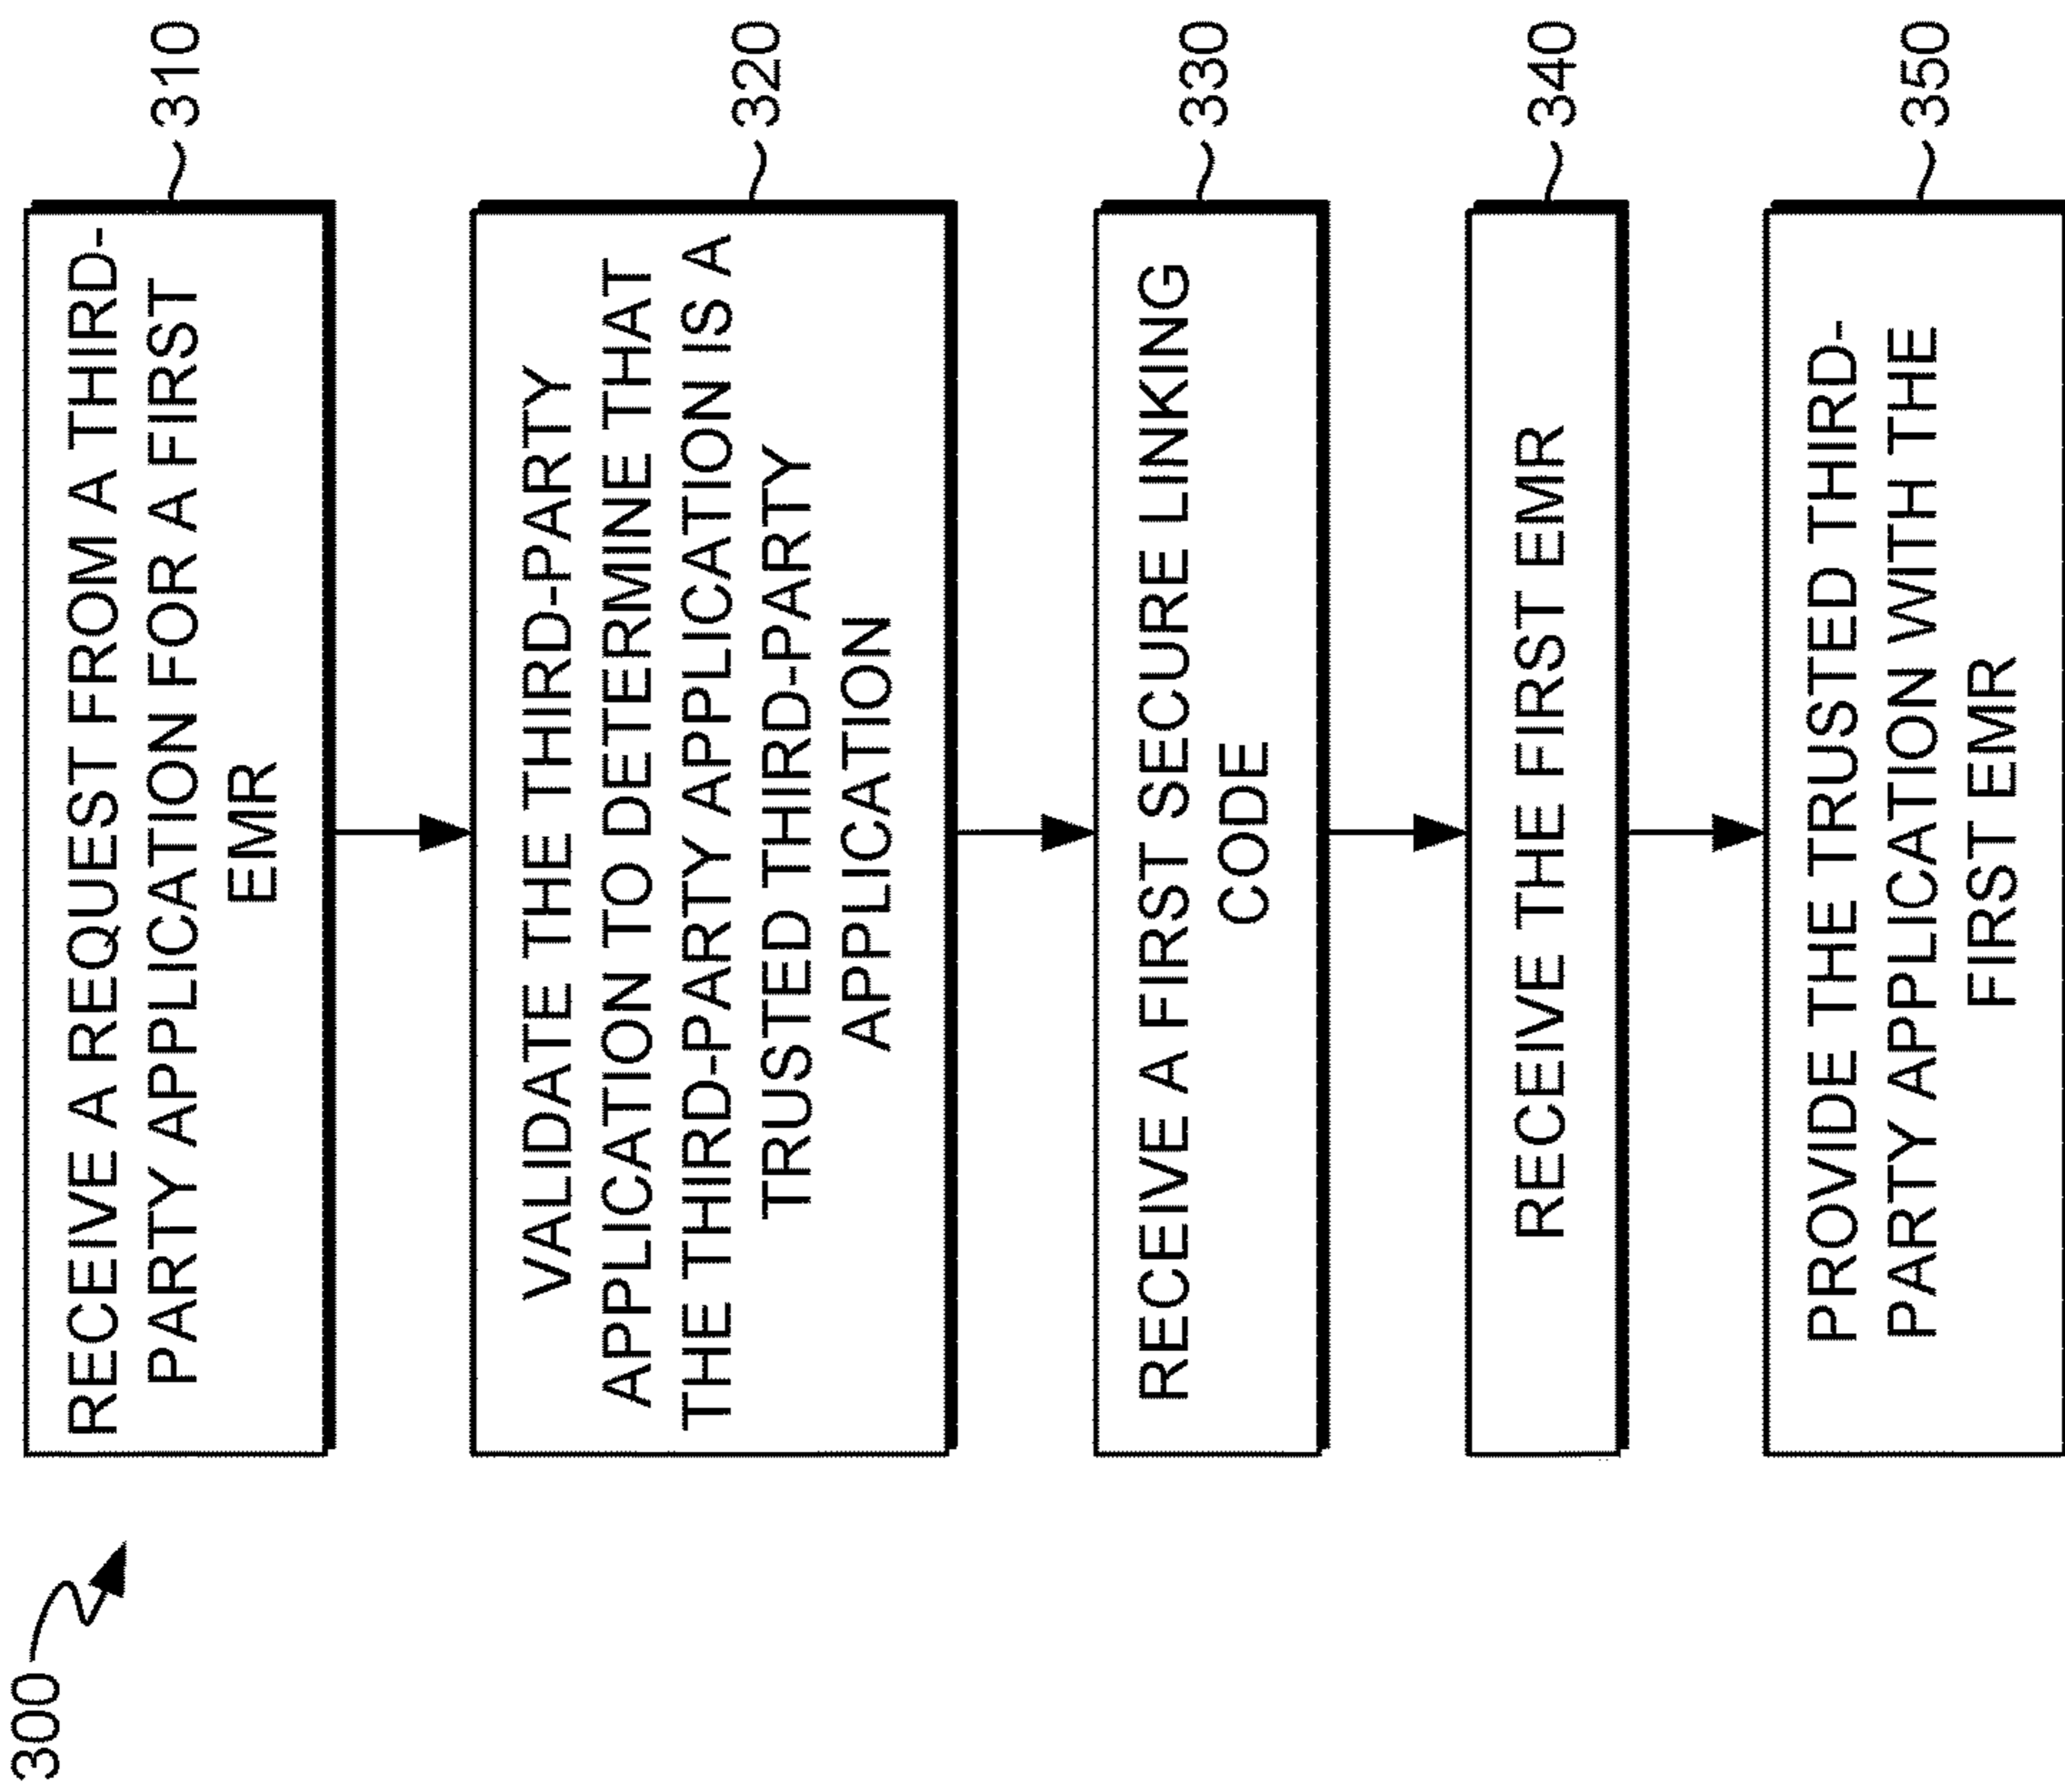 300
RECEIVE A REQUEST FROM A THIRD-
PARTY APPLICATION FOR A FIRST
EMR
310
VALIDATE THE THIRD-PARTY
APPLICATION TO DETERMINE THAT
THE THIRD-PARTY APPLICATION IS A
TRUSTED THIRD-PARTY
APPLICATION
320
RECEIVE A FIRST SECURE LINKING
CODE
330
RECEIVE THE FIRST EMR
340
PROVIDE THE TRUSTED THIRD-
PARTY APPLICATION WITH THE
FIRST EMR
350